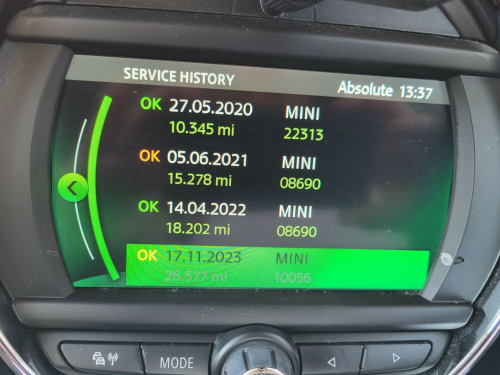 SERVICE HISTORY
Absolute 13:37
OK 27.05.2020 MINI
10.345 mi 22313
OK 05.06.2021 MINI
15.278 mi 08690
OK 14.04.2022 MINI
18.202 mi 08690
OK 17.11.2023 MINI
26.577 mi 10056
MODE